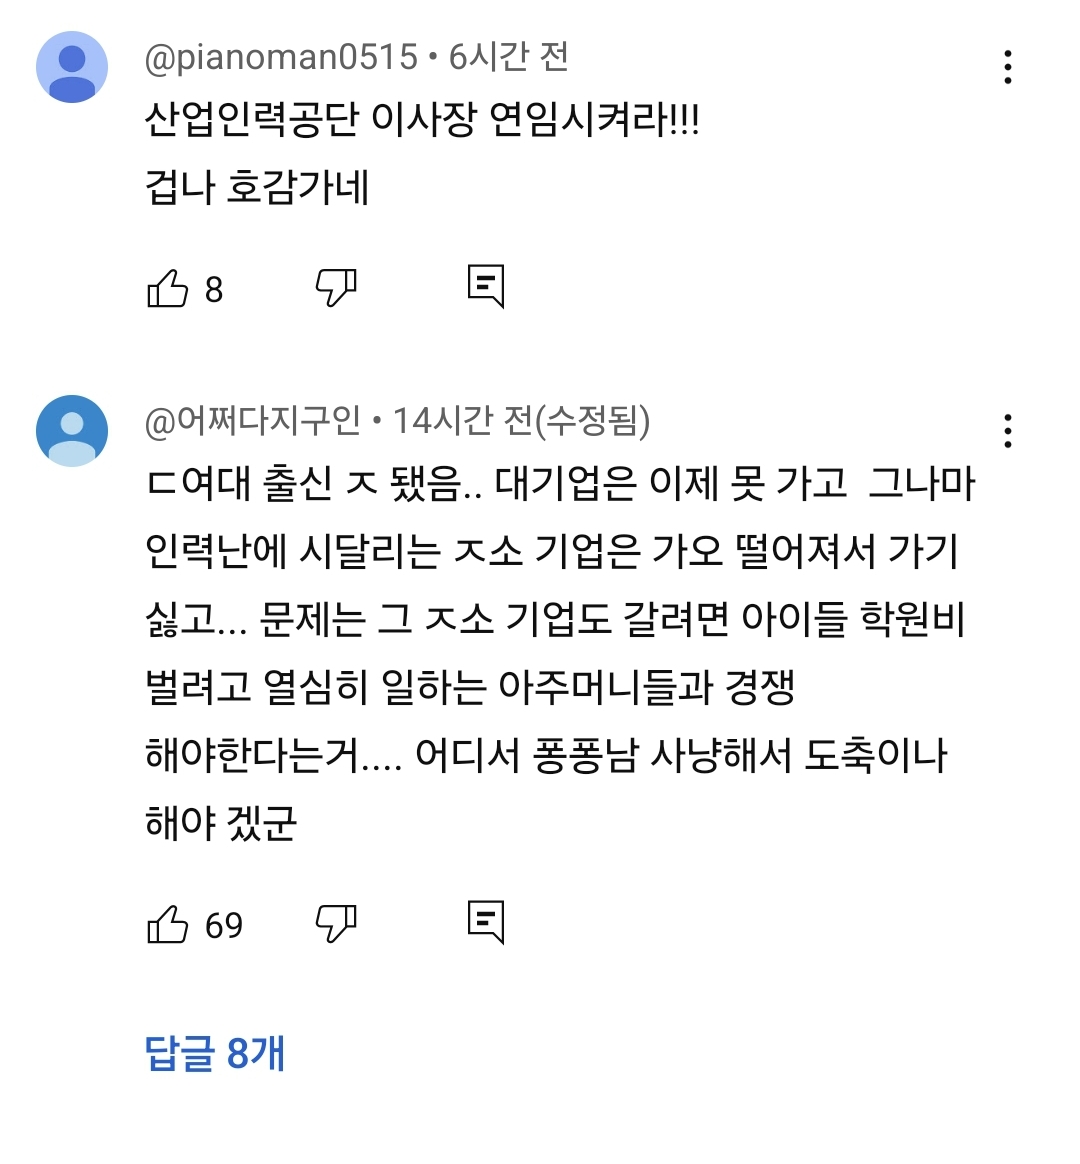 @pianoman0515 • 6시간 전
산업인력공단 이사장 연임시켜라!!!
겁나 호감가네
8
@어쩌다지구인 • 14시간 전(수정됨)
ㄷ여대 출신 ㅈ 됐음.. 대기업은 이제 못 가고  그나마
인력난에 시달리는 ㅈ소 기업은 가오 떨어져서 가기
싫고... 문제는 그 ㅈ소 기업도 갈려면 아이들 학원비
벌려고 열심히 일하는 아주머니들과 경쟁
해야한다는거.... 어디서 퐁퐁남 사냥해서 도축이나
해야 겠군
69
답글 8개